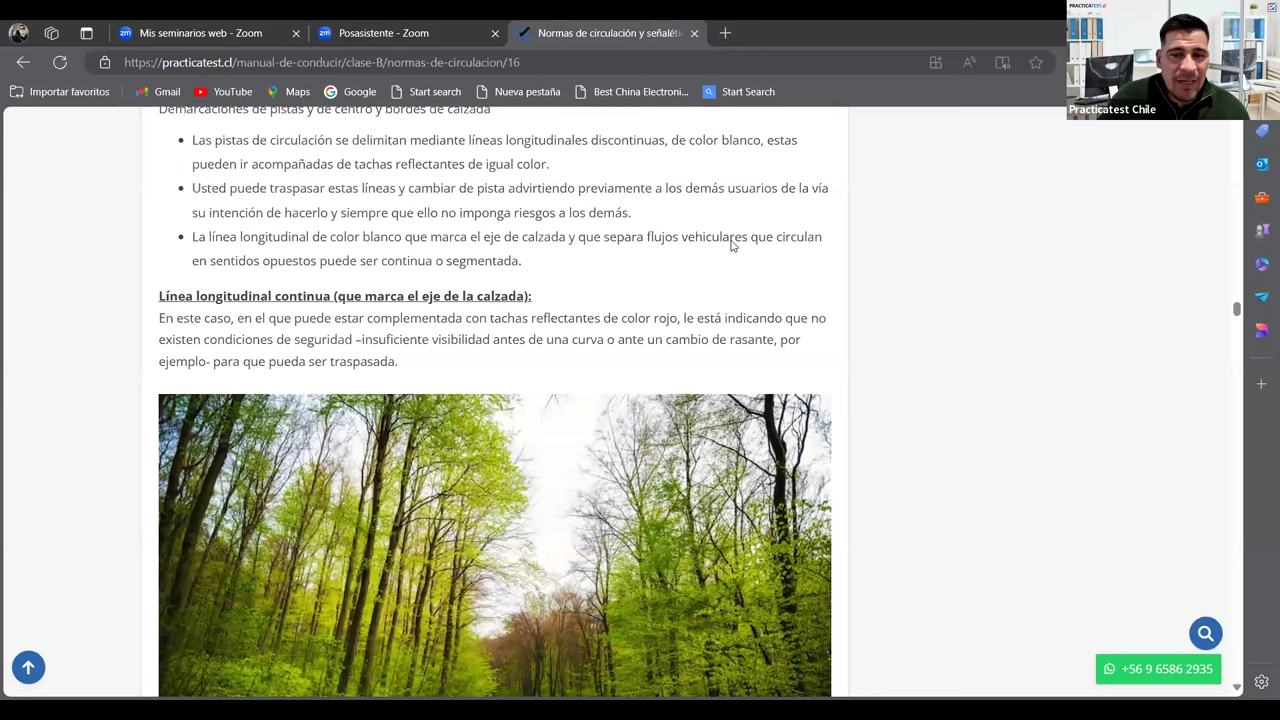 PRACTICATEST.cl
Mis seminarios web - Zoom
Posasistente - Zoom
Normas de circulación y señaléti
https://practicatest.cl/manual-de-conducir/clase-B/normas-de-circulacion/16
Practicatest Chile
Importar favoritos
Gmail
YouTube
Maps
Google
Start search
Nueva pestaña
Best China Electroni...
Start Search
Demarcaciones de pistas y de centro y bordes de calzada
Las pistas de circulación se delimitan mediante líneas longitudinales discontinuas, de color blanco, estas
pueden ir acompañadas de tachas reflectantes de igual color.
Usted puede traspasar estas líneas y cambiar de pista advirtiendo previamente a los demás usuarios de la vía
su intención de hacerlo y siempre que ello no imponga riesgos a los demás.
La línea longitudinal de color blanco que marca el eje de calzada y que separa flujos vehiculares que circulan
en sentidos opuestos puede ser continua o segmentada.
Línea longitudinal continua (que marca el eje de la calzada):
En este caso, en el que puede estar complementada con tachas reflectantes de color rojo, le está indicando que no
existen condiciones de seguridad –insuficiente visibilidad antes de una curva o ante un cambio de rasante, por
ejemplo- para que pueda ser traspasada.
+56 9 6586 2935